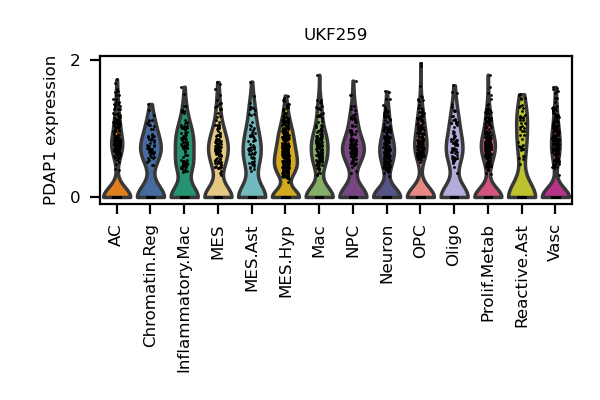 UKF259
PDAP1 expression
2
0
AC
Chromatin.Reg
Inflammatory.Mac
MES
MES.Ast
MES.Hyp
Mac
NPC
Neuron
OPC
Oligo
Prolif.Metab
Reactive.Ast
Vasc